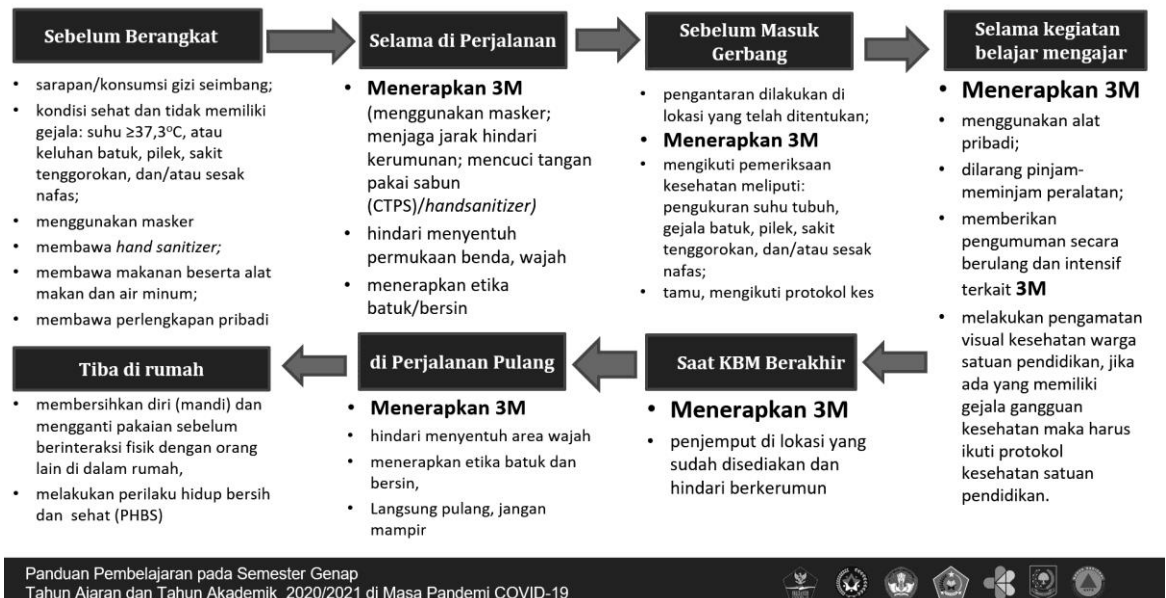 Sebelum Berangkat
• sarapan/konsumsi gizi seimbang;
• kondisi sehat dan tidak memiliki
gejala: suhu ≥37,3°C, atau
keluhan batuk, pilek, sakit
tenggorokan, dan/atau sesak
nafas;
• menggunakan masker
• membawa hand sanitizer;
• membawa makanan beserta alat
makan dan air minum;
• membawa perlengkapan pribadi
Selama di Perjalanan
• Menerapkan 3M
(menggunakan masker;
menjaga jarak hindari
kerumunan; mencuci tangan
pakai sabun
(CTPS)/handsanitizer)
• hindari menyentuh
permukaan benda, wajah
• menerapkan etika
batuk/bersin
Sebelum Masuk
Gerbang
• pengantaran dilakukan di
lokasi yang telah ditentukan;
• Menerapkan 3M
• mengikuti pemeriksaan
kesehatan meliputi:
pengukuran suhu tubuh,
gejala batuk, pilek, sakit
tenggorokan, dan/atau sesak
nafas;
• tamu, mengikuti protokol kes
Selama kegiatan
belajar mengajar
• Menerapkan 3M
• menggunakan alat
pribadi;
• dilarang pinjam-
meminjam peralatan;
• memberikan
pengumuman secara
berulang dan intensif
terkait 3M
• melakukan pengamatan
visual kesehatan warga
satuan pendidikan, jika
ada yang memiliki
gejala gangguan
kesehatan maka harus
ikuti protokol
kesehatan satuan
pendidikan.
Saat KBM Berakhir
• Menerapkan 3M
• penjemput di lokasi yang
sudah disediakan dan
hindari berkerumun
di Perjalanan Pulang
• Menerapkan 3M
• hindari menyentuh area wajah
• menerapkan etika batuk dan
bersin,
• Langsung pulang, jangan
mampir
Tiba di rumah
• membersihkan diri (mandi) dan
mengganti pakaian sebelum
berinteraksi fisik dengan orang
lain di dalam rumah,
• melakukan perilaku hidup bersih
dan sehat (PHBS)
Panduan Pembelajaran pada Semester Genap
Tahun Ajaran dan Tahun Akademik 2020/2021 di Masa Pandemi COVID-19